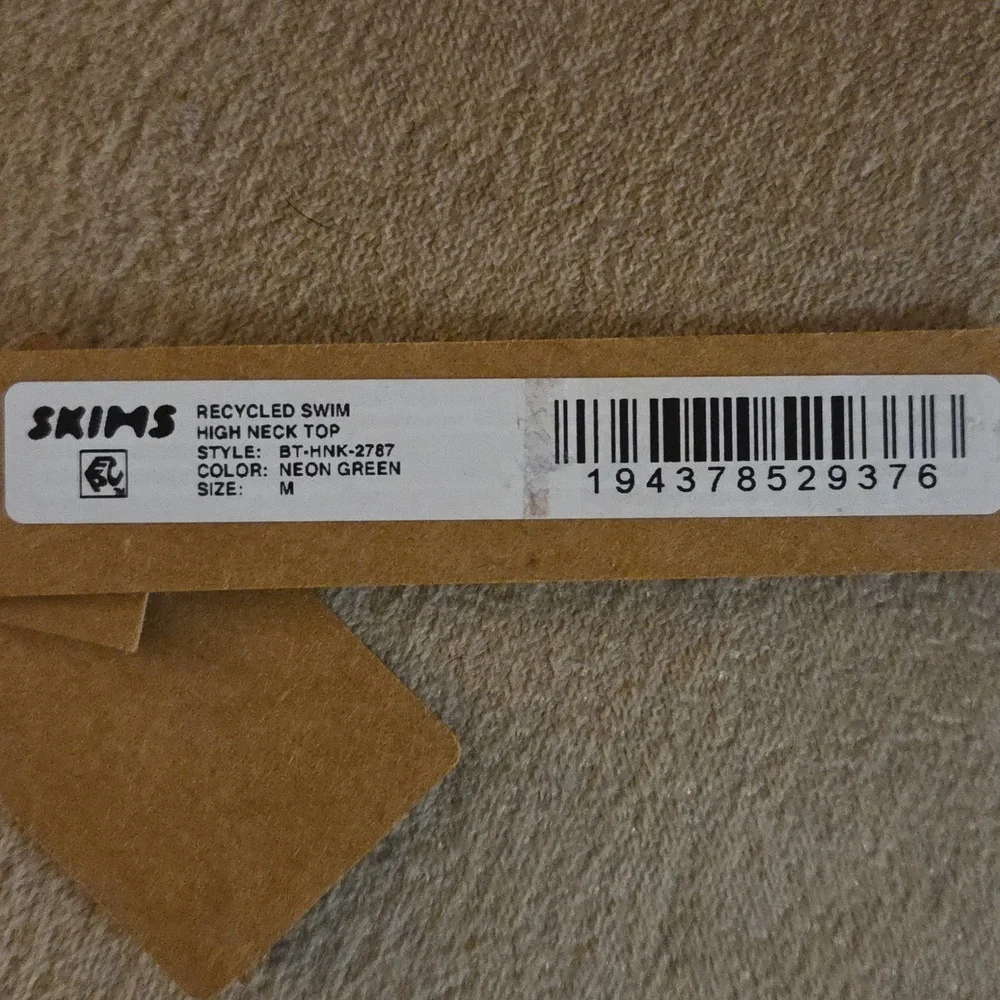 SKIMS
RECYCLED SWIM
HIGH NECK TOP
STYLE: BT-HNK-2787
COLOR: NEON GREEN
SIZE: M
194378529376